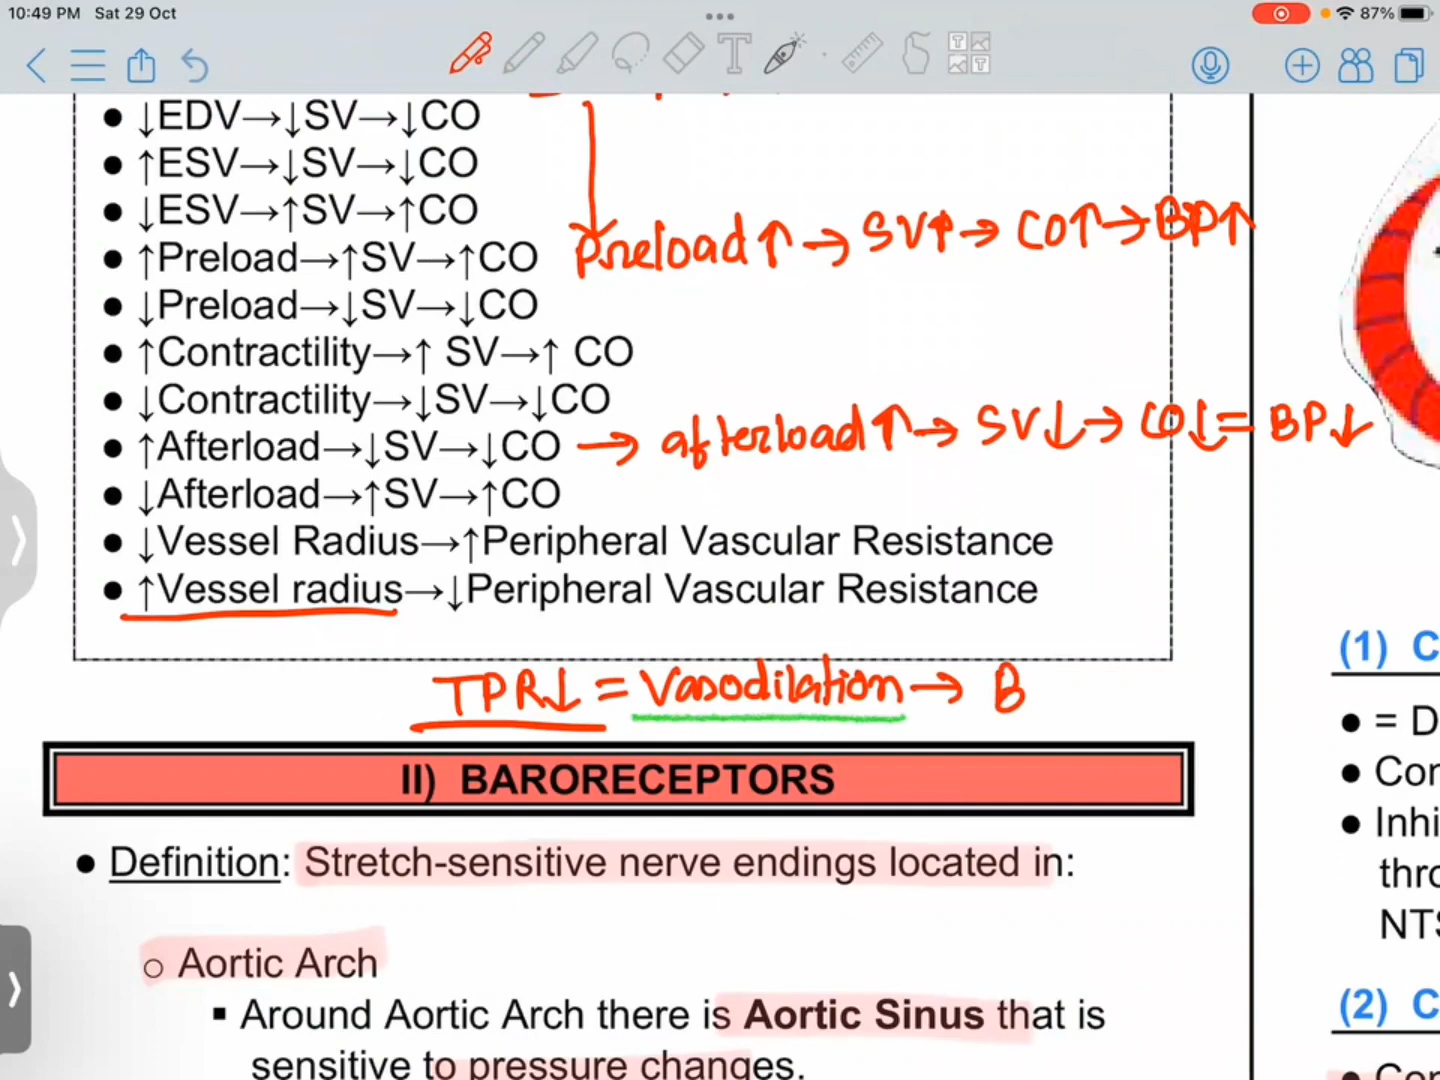 10:49 PM Sat 29 Oct
87%
T
T
T
↓EDV→↓SV→↓CO
↑ESV→↓SV→↓CO
↓ESV→↑SV→↑CO
Preload↑ → SV↑ → CO↑ → BP↑
↑Preload→↑SV→↑CO
↓Preload→↓SV→↓CO
↑Contractility→↑ SV→↑ CO
↓Contractility→↓SV→↓CO
↑Afterload→↓SV→↓CO → afterload↑ → SV↓ → CO↓ = BP↓
↓Afterload→↑SV→↑CO
↓Vessel Radius→↑Peripheral Vascular Resistance
↑Vessel radius→↓Peripheral Vascular Resistance
TPR↓ = Vasodilation → B
II) BARORECEPTORS
Definition: Stretch-sensitive nerve endings located in:
Aortic Arch
Around Aortic Arch there is Aortic Sinus that is
sensitive to pressure changes.
(1) C
= D
Con
Inhi
thro
NTS
(2) C
Con